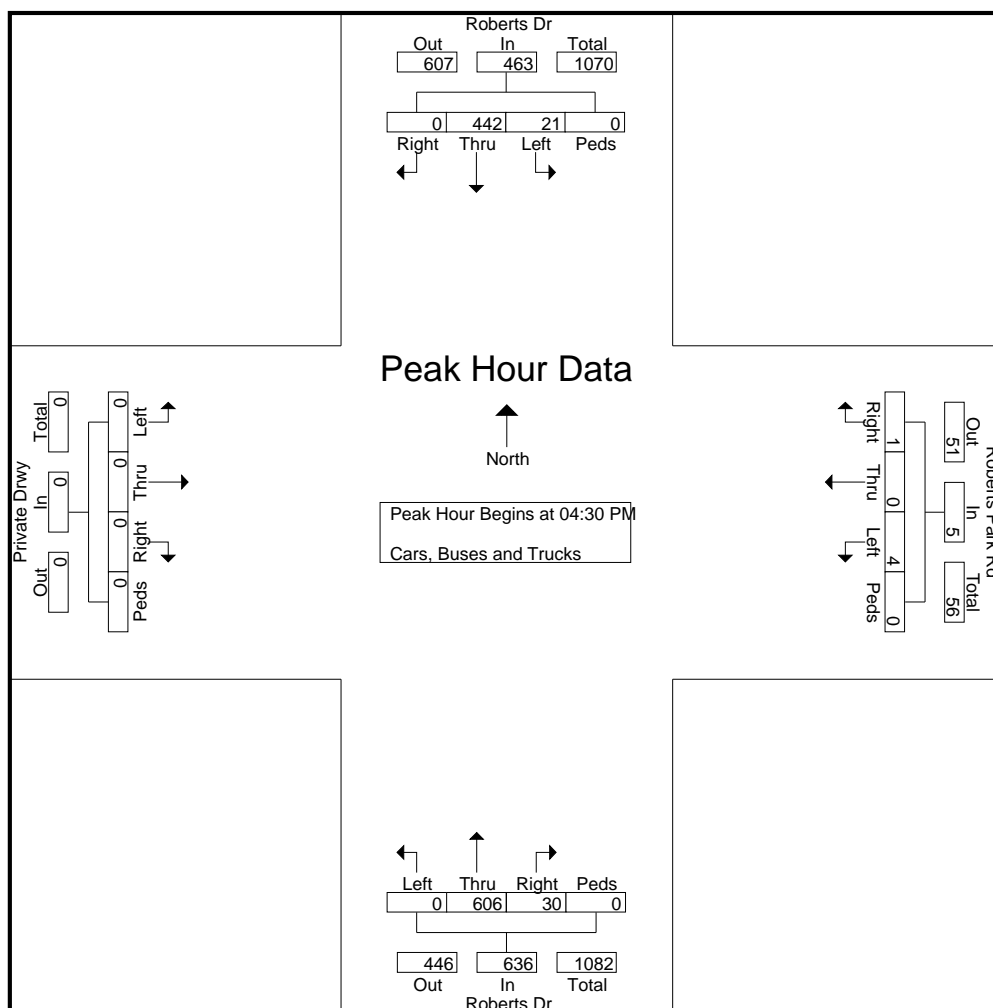 Roberts Dr
Out In Total
607 463 1070
0 442 21 0
Right Thru Left Peds
Peak Hour Data
North
Peak Hour Begins at 04:30 PM
Cars, Buses and Trucks
Private Drwy
Out In Total
0 0 0
0 0 0 0
Left Thru Right Peds
Right Thru Left Peds
1 0 4 0
Out In Total
51 5 56
Roberts Park Rd
Left Thru Right Peds
0 606 30 0
446 636 1082
Out In Total
Roberts Dr